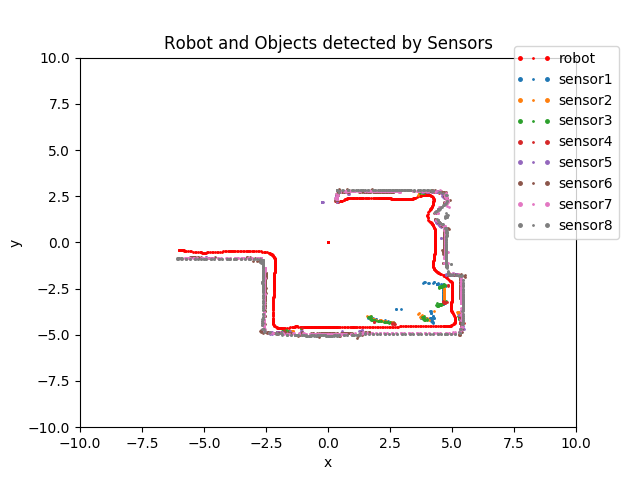 Robot and Objects detected by Sensors
robot
sensor1
sensor2
sensor3
sensor4
sensor5
sensor6
sensor7
sensor8
10.0
7.5
5.0
2.5
0.0
−2.5
−5.0
−7.5
−10.0
y
−10.0 −7.5 −5.0 −2.5 0.0 2.5 5.0 7.5 10.0
x